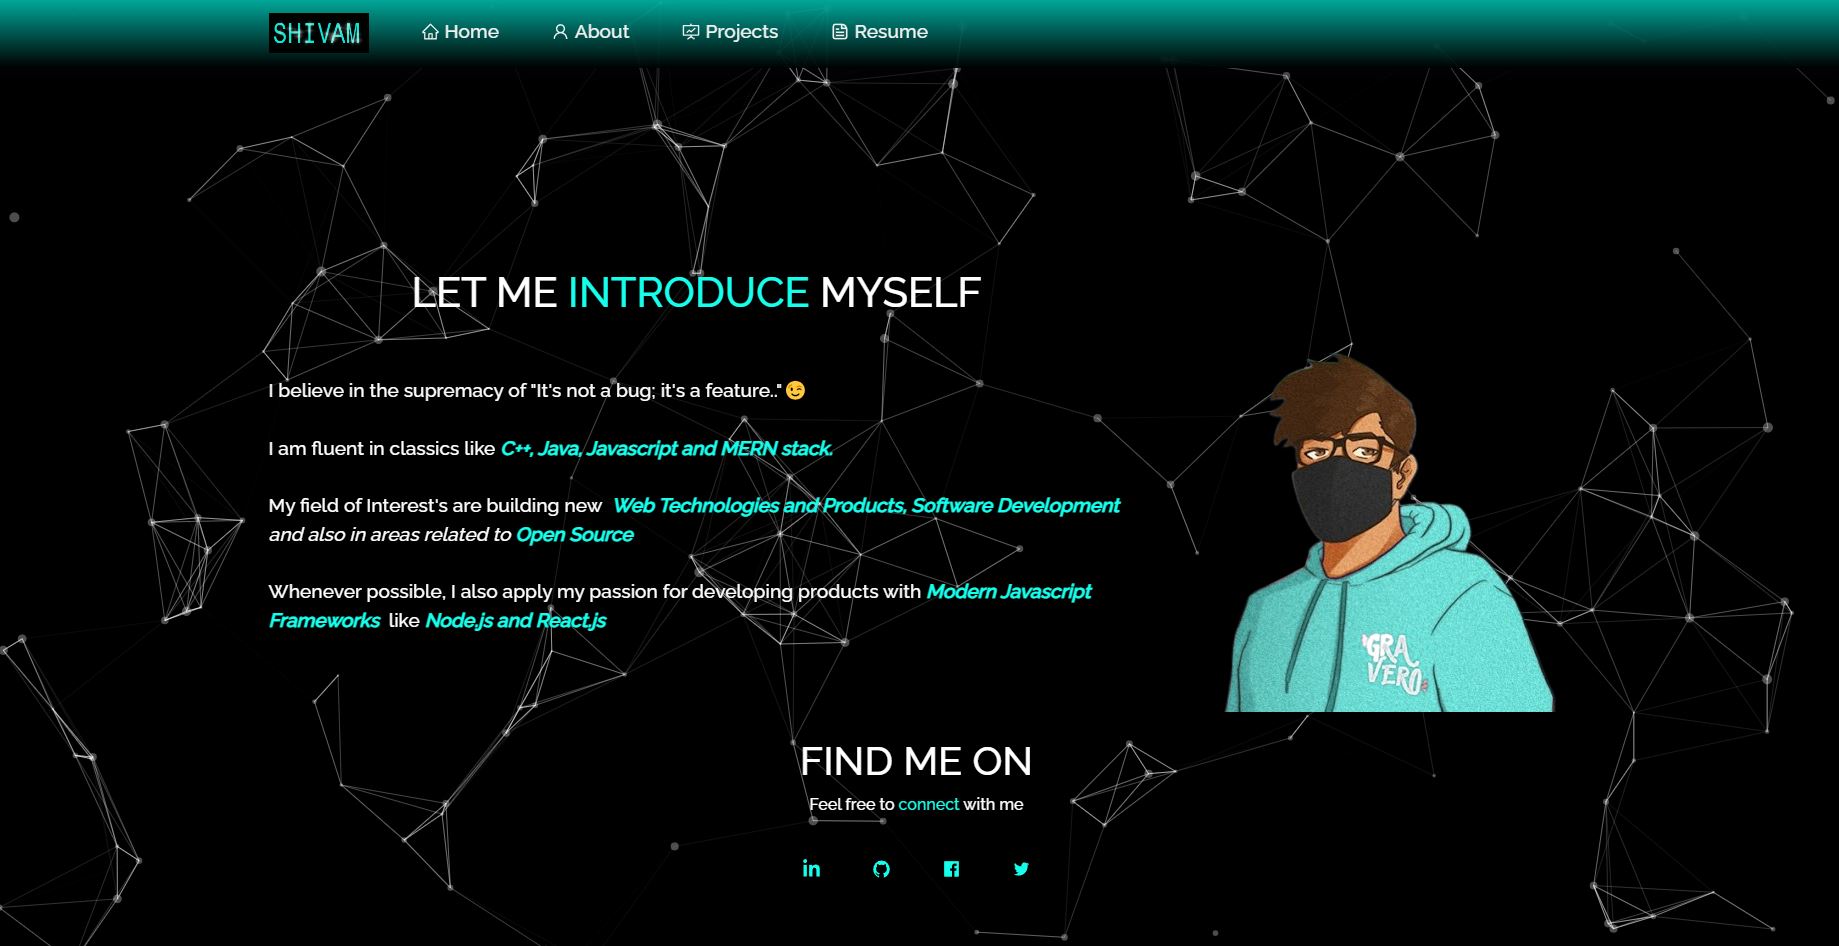 SHIVAM
Home
About
Projects
Resume
LET ME INTRODUCE MYSELF
I believe in the supremacy of "It's not a bug; it's a feature.." 😉
I am fluent in classics like C++, Java, Javascript and MERN stack.
My field of Interest's are building new Web Technologies and Products, Software Development
and also in areas related to Open Source
Whenever possible, I also apply my passion for developing products with Modern Javascript
Frameworks like Node.js and React.js
GRA
VERO
FIND ME ON
Feel free to connect with me